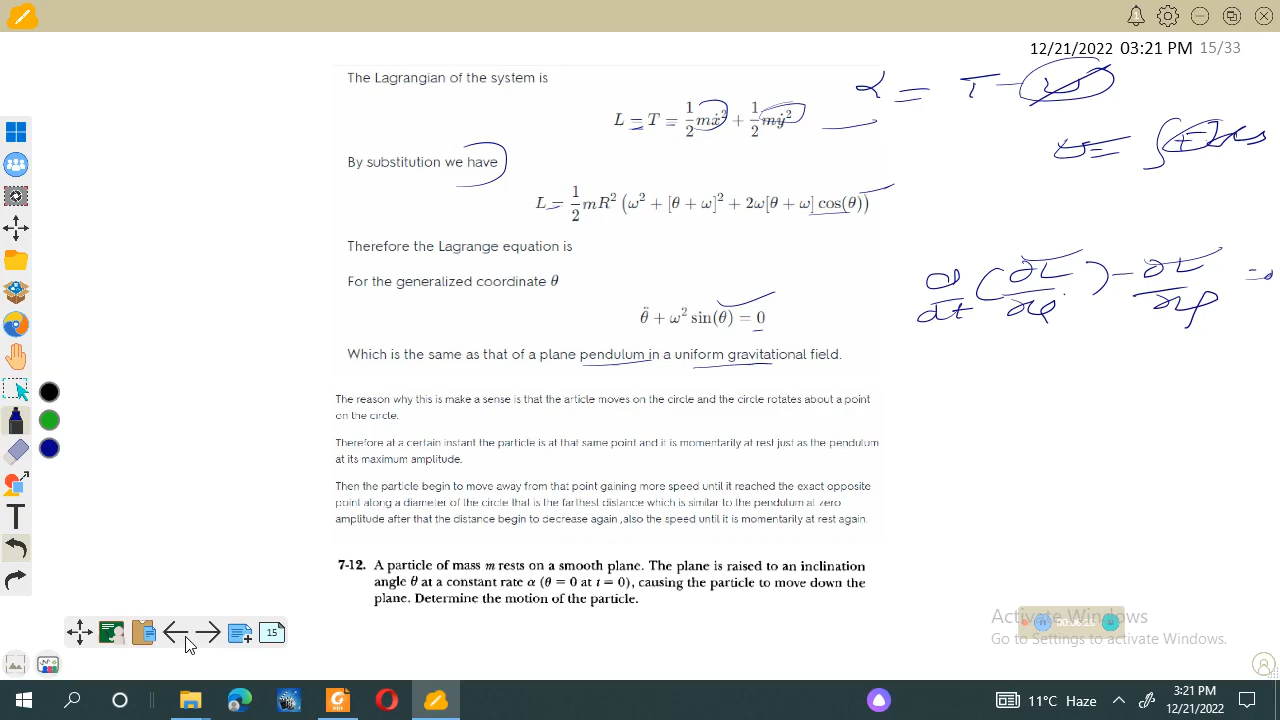 12/21/2022 03:21 PM 15/33
The Lagrangian of the system is
L = T = 1/2 mẋ² + 1/2 mẏ²
By substitution we have
L = 1/2 mR² (ω² + [θ + ω]² + 2ω[θ + ω] cos(θ))
Therefore the Lagrange equation is
For the generalized coordinate θ
θ̈ + ω² sin(θ) = 0
Which is the same as that of a plane pendulum in a uniform gravitational field.
The reason why this is make a sense is that the article moves on the circle and the circle rotates about a point
on the circle.
Therefore at a certain instant the particle is at that same point and it is momentarily at rest just as the pendulum
at its maximum amplitude.
Then the particle begin to move away from that point gaining more speed until it reached the exact opposite
point along a diameter of the circle that is the farthest distance which is similar to the pendulum at zero
amplitude after that the distance begin to decrease again ,also the speed until it is momentarily at rest again.
7-12. A particle of mass m rests on a smooth plane. The plane is raised to an inclination
angle θ at a constant rate α (θ = 0 at t = 0), causing the particle to move down the
plane. Determine the motion of the particle.
Activate Windows
Go to Settings to activate Windows.
15
11°C Haze
3:21 PM
12/21/2022